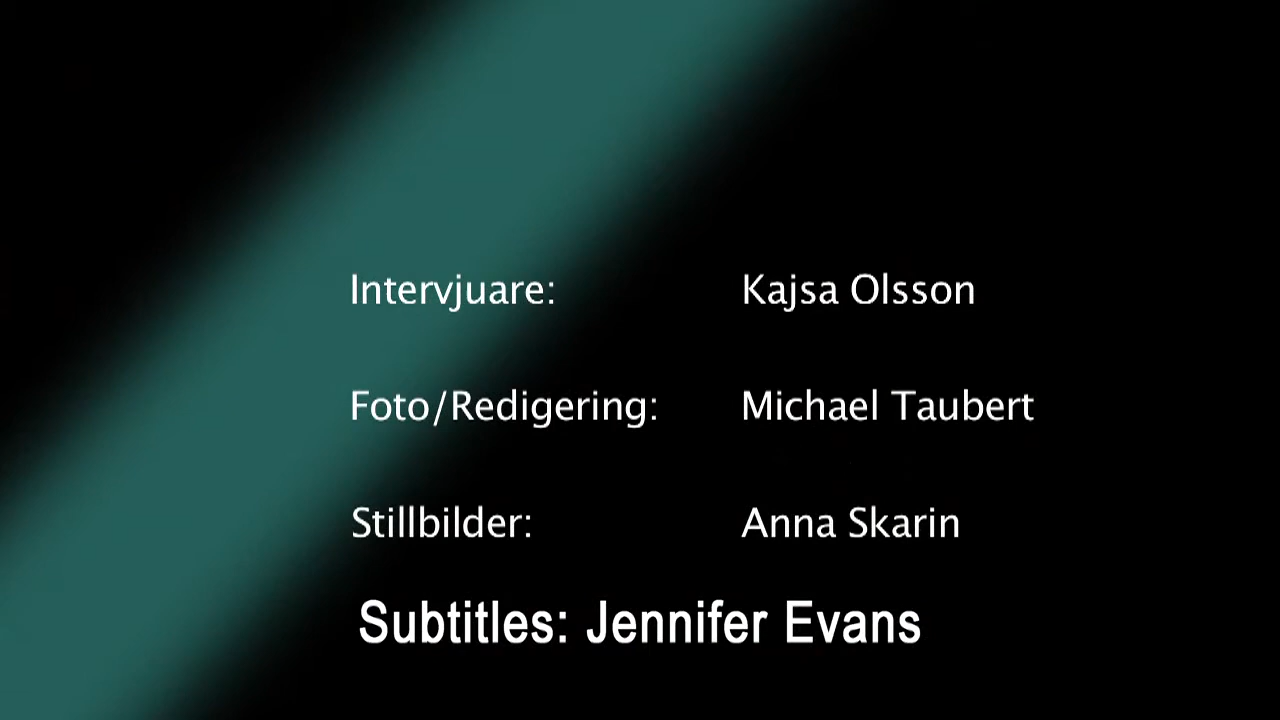 Intervjuare: Kajsa Olsson
Foto/Redigering: Michael Taubert
Stillbilder: Anna Skarin
Subtitles: Jennifer Evans